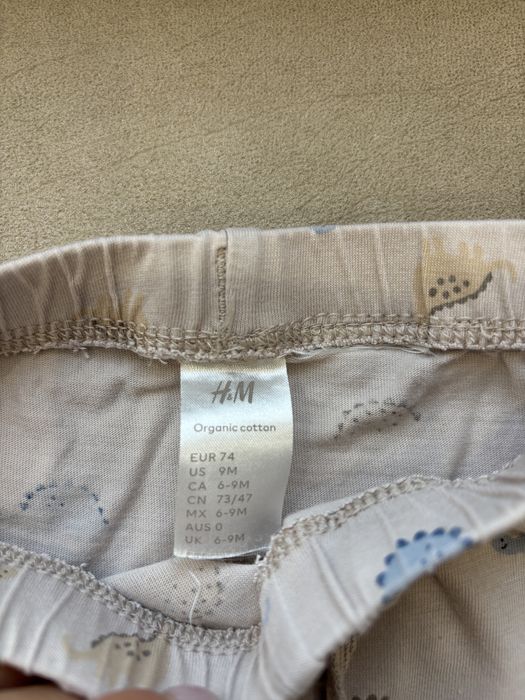 H&M
Organic cotton
EUR 74
US 9M
CA 6-9M
CN 73/47
MX 6-9M
AUS 0
UK 6-9M